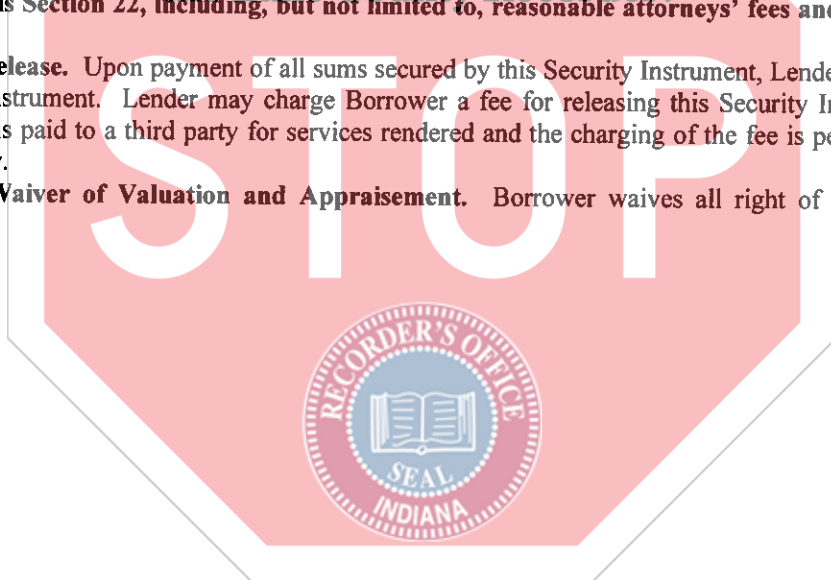 s Section 22, including, but not limited to, reasonable attorneys' fees and
elease. Upon payment of all sums secured by this Security Instrument, Lende
strument. Lender may charge Borrower a fee for releasing this Security I
s paid to a third party for services rendered and the charging of the fee is pe
Waiver of Valuation and Appraisement. Borrower waives all right of
STOP
RECORDER'S OFFICE
SEAL
INDIANA